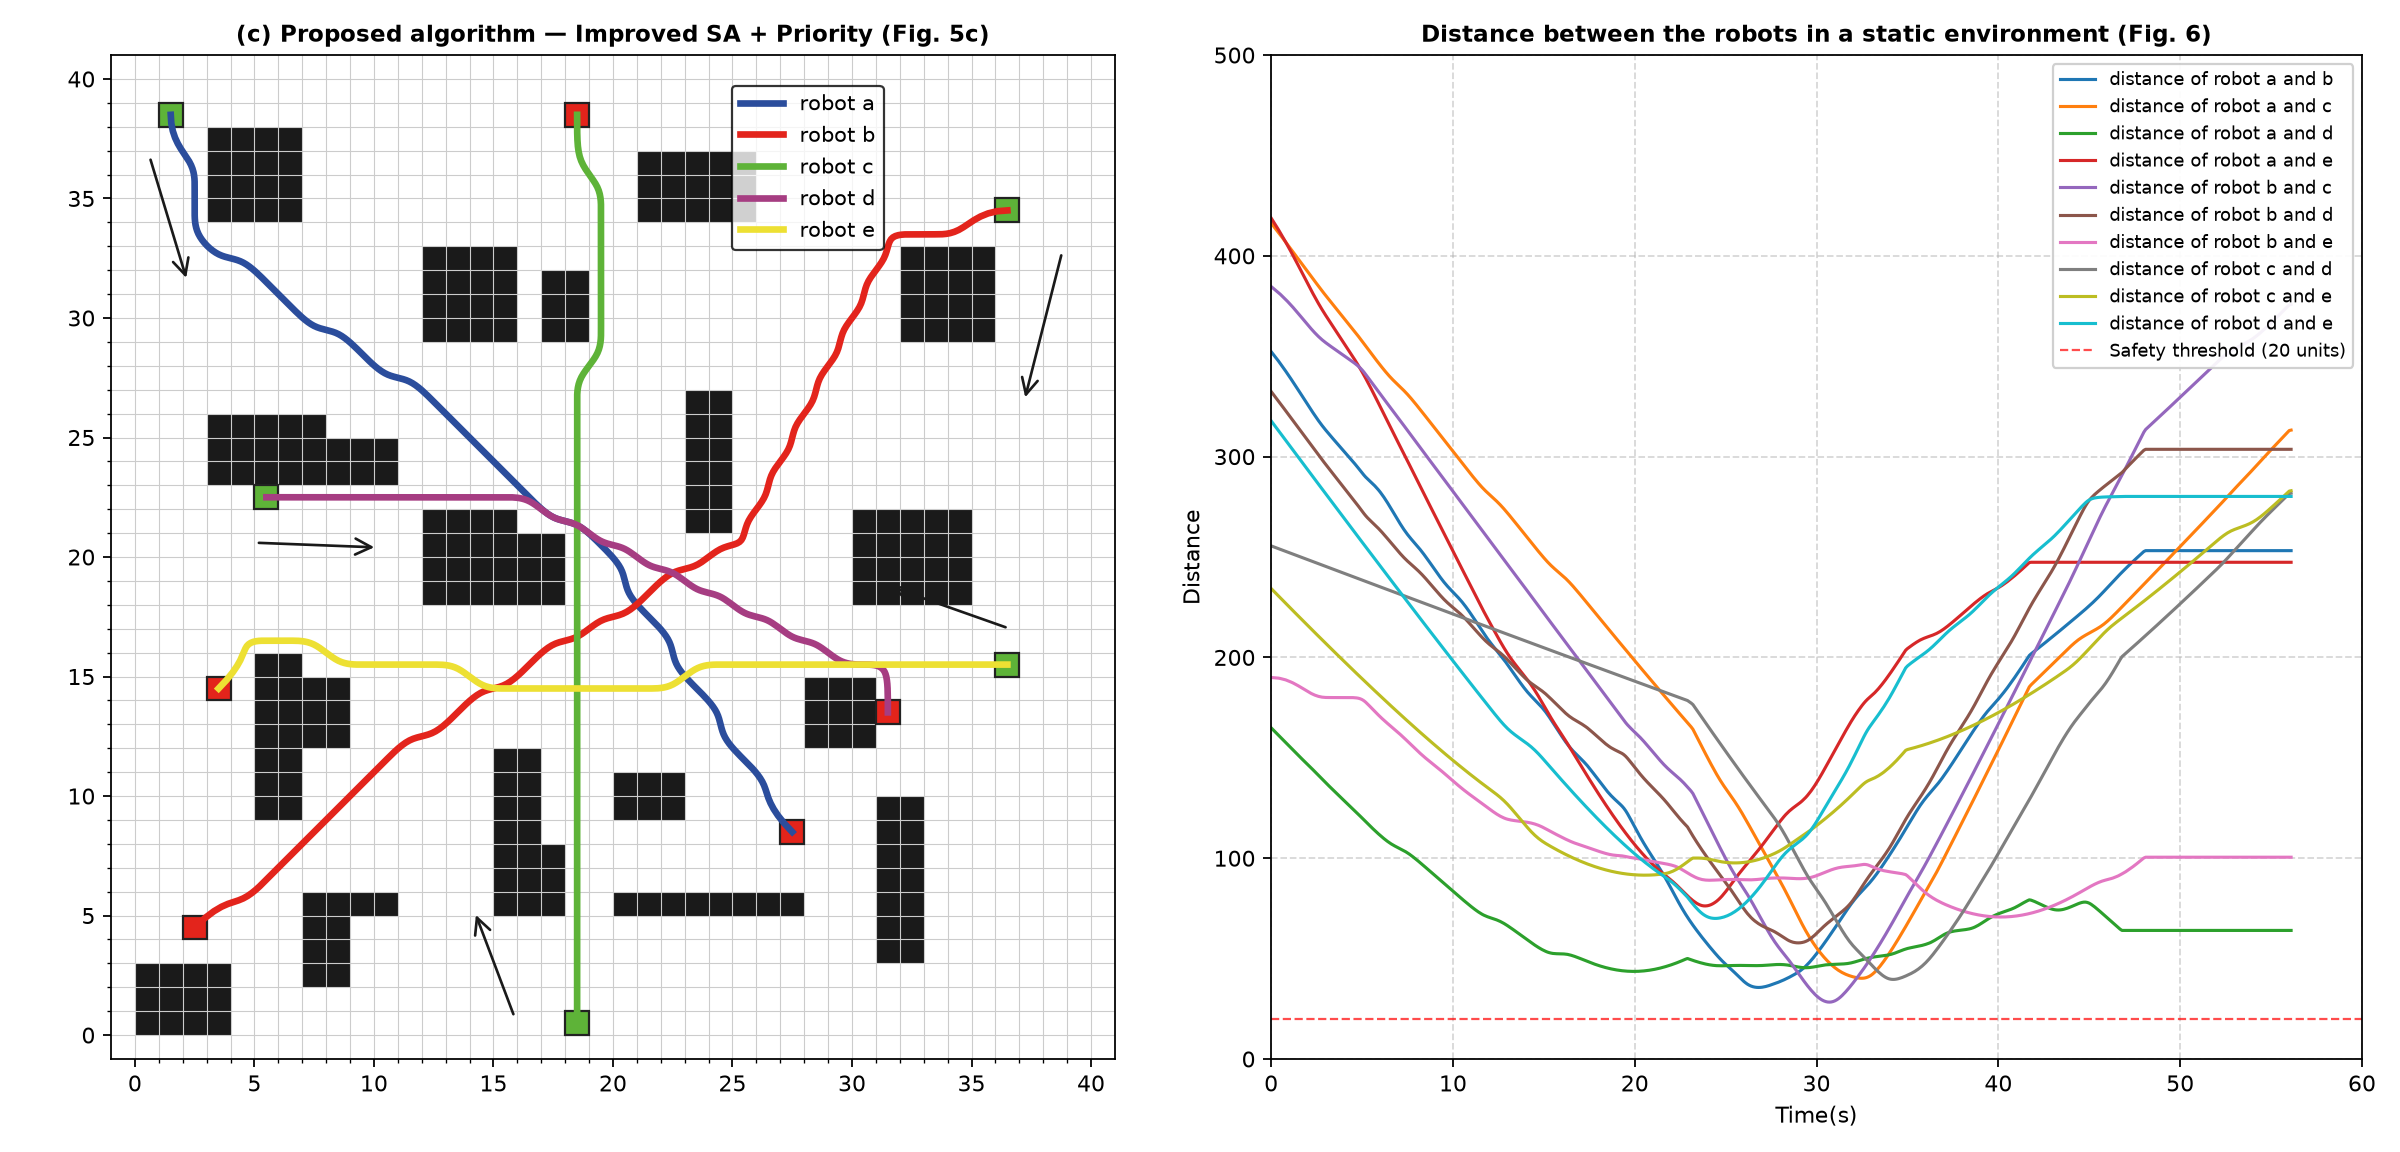 (c) Proposed algorithm — Improved SA + Priority (Fig. 5c)
40
35
30
25
20
15
10
5
0
0 5 10 15 20 25 30 35 40
robot a
robot b
robot c
robot d
robot e
Distance between the robots in a static environment (Fig. 6)
500
400
300
200
100
0
Distance
0 10 20 30 40 50 60
Time(s)
distance of robot a and b
distance of robot a and c
distance of robot a and d
distance of robot a and e
distance of robot b and c
distance of robot b and d
distance of robot b and e
distance of robot c and d
distance of robot c and e
distance of robot d and e
Safety threshold (20 units)